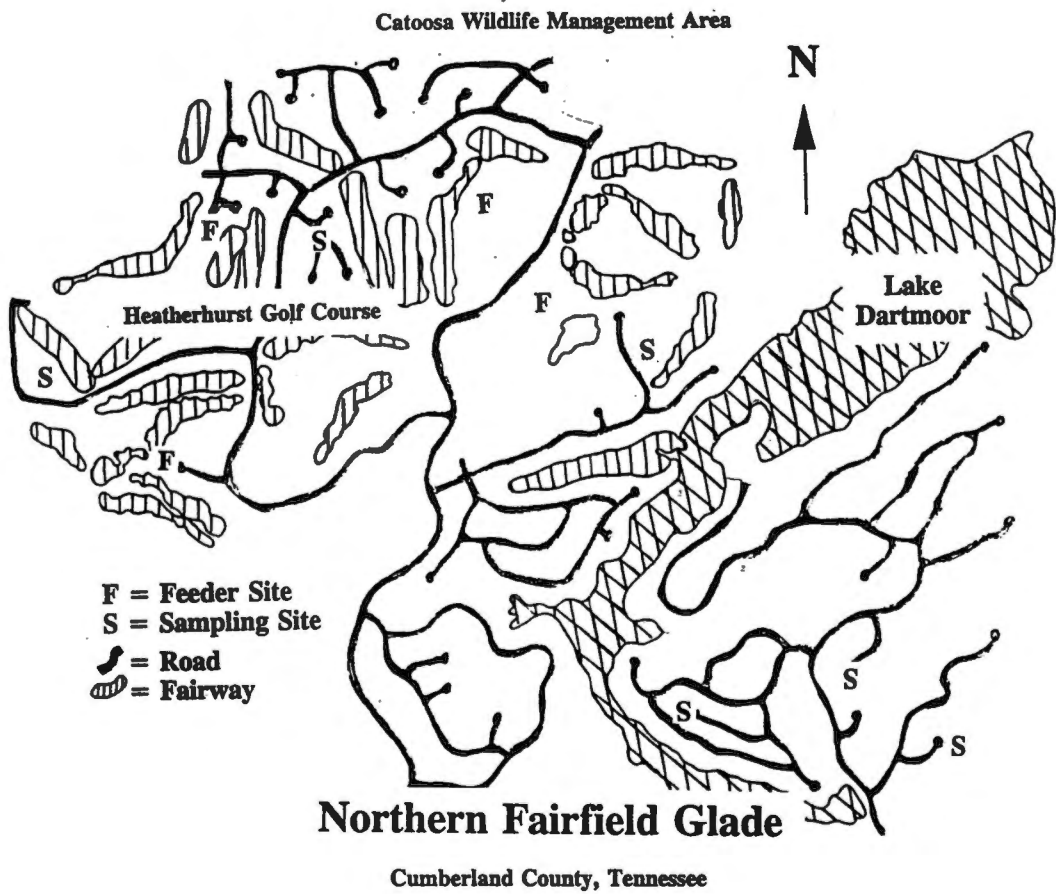 Catoosa Wildlife Management Area
N
F
F
S
Heatherhurst Golf Course
F
Lake
Dartmoor
S
S
F
F = Feeder Site
S = Sampling Site
= Road
= Fairway
S
S
S
Northern Fairfield Glade
Cumberland County, Tennessee